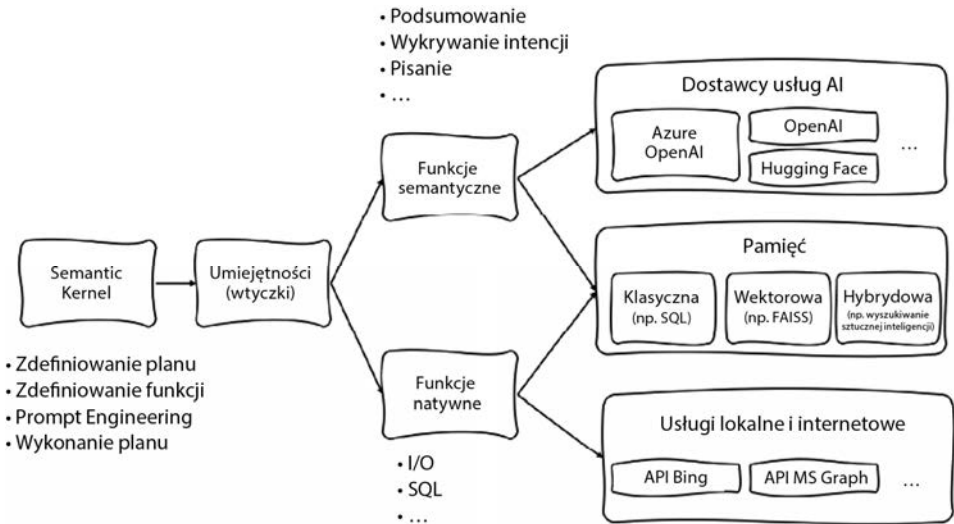 • Podsumowanie
• Wykrywanie intencji
• Pisanie
• ...
Dostawcy usług AI
Azure
OpenAI
OpenAI
Hugging Face
...
Funkcje
semantyczne
Semantic
Kernel
Umiejętności
(wtyczki)
Pamięć
Klasyczna
(np. SQL)
Wektorowa
(np. FAISS)
Hybrydowa
(np. wyszukiwanie
sztucznej inteligencji)
• Zdefiniowanie planu
• Zdefiniowanie funkcji
• Prompt Engineering
• Wykonanie planu
Funkcje
natywne
• I/O
• SQL
• ...
Usługi lokalne i internetowe
API Bing
API MS Graph
...